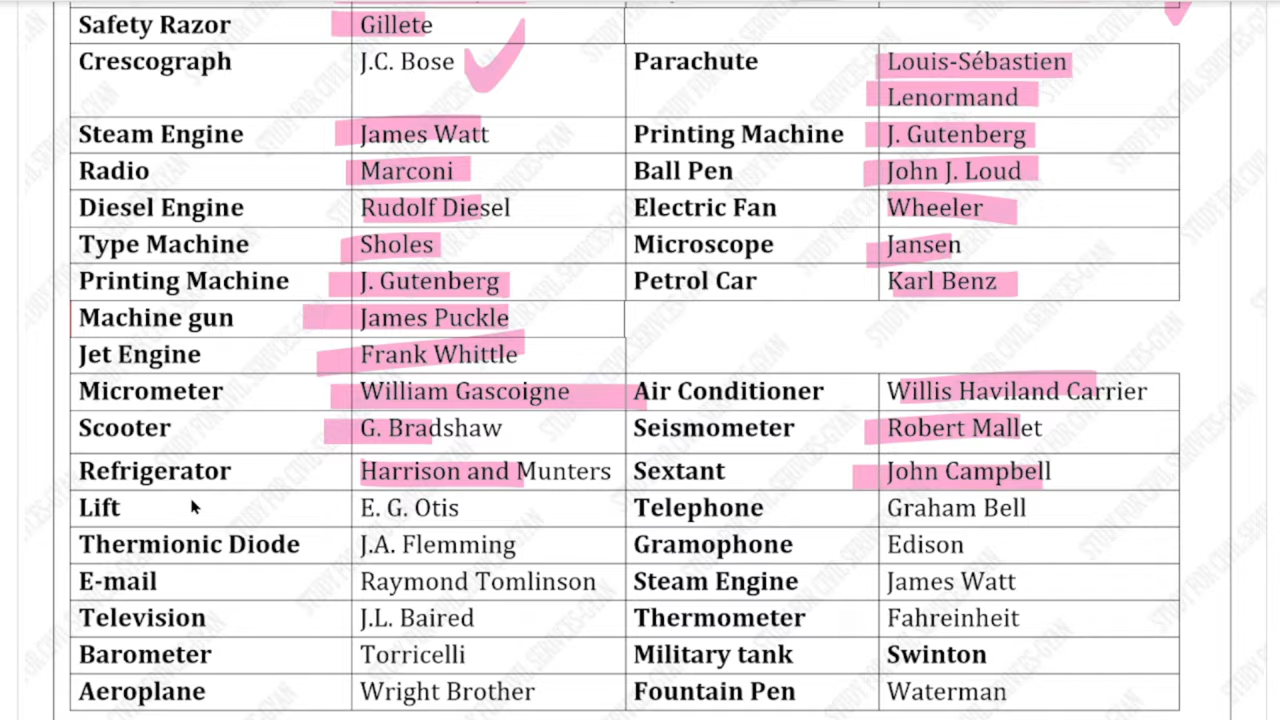 Safety Razor Gillete
Crescograph J.C. Bose Parachute Louis-Sébastien
Lenormand
Steam Engine James Watt Printing Machine J. Gutenberg
Radio Marconi Ball Pen John J. Loud
Diesel Engine Rudolf Diesel Electric Fan Wheeler
Type Machine Sholes Microscope Jansen
Printing Machine J. Gutenberg Petrol Car Karl Benz
Machine gun James Puckle
Jet Engine Frank Whittle
Micrometer William Gascoigne Air Conditioner Willis Haviland Carrier
Scooter G. Bradshaw Seismometer Robert Mallet
Refrigerator Harrison and Munters Sextant John Campbell
Lift E. G. Otis Telephone Graham Bell
Thermionic Diode J.A. Flemming Gramophone Edison
E-mail Raymond Tomlinson Steam Engine James Watt
Television J.L. Baired Thermometer Fahreinheit
Barometer Torricelli Military tank Swinton
Aeroplane Wright Brother Fountain Pen Waterman